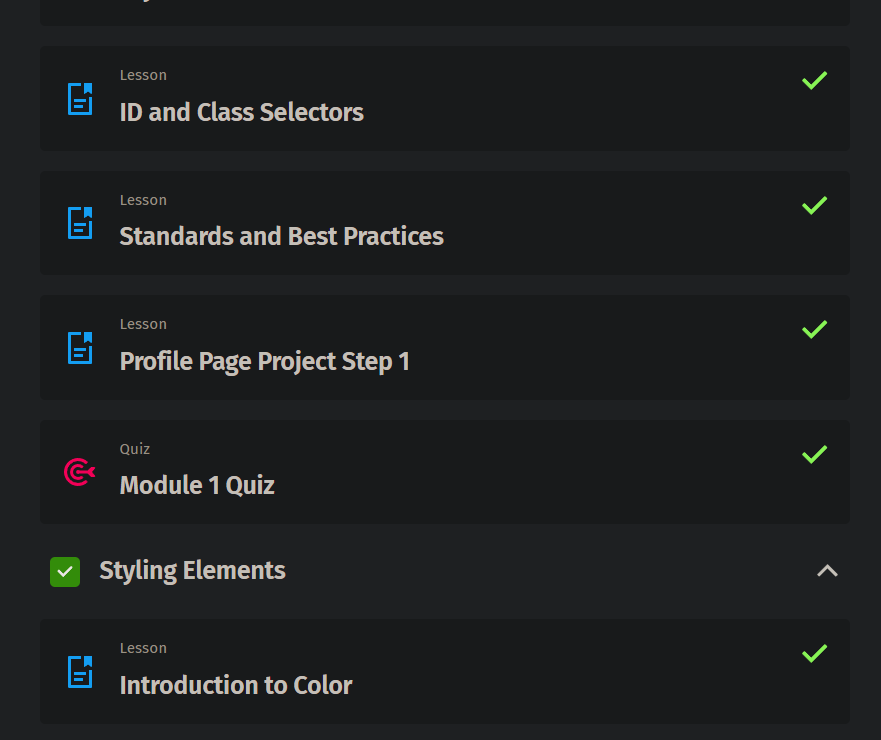 Lesson
ID and Class Selectors
Lesson
Standards and Best Practices
Lesson
Profile Page Project Step 1
Quiz
Module 1 Quiz
Styling Elements
Lesson
Introduction to Color